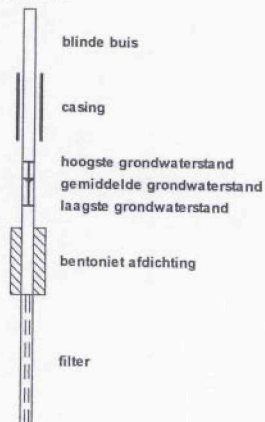 blinde buis
casing
hoogste grondwaterstand
gemiddelde grondwaterstand
laagste grondwaterstand
bentoniet afdichting
filter